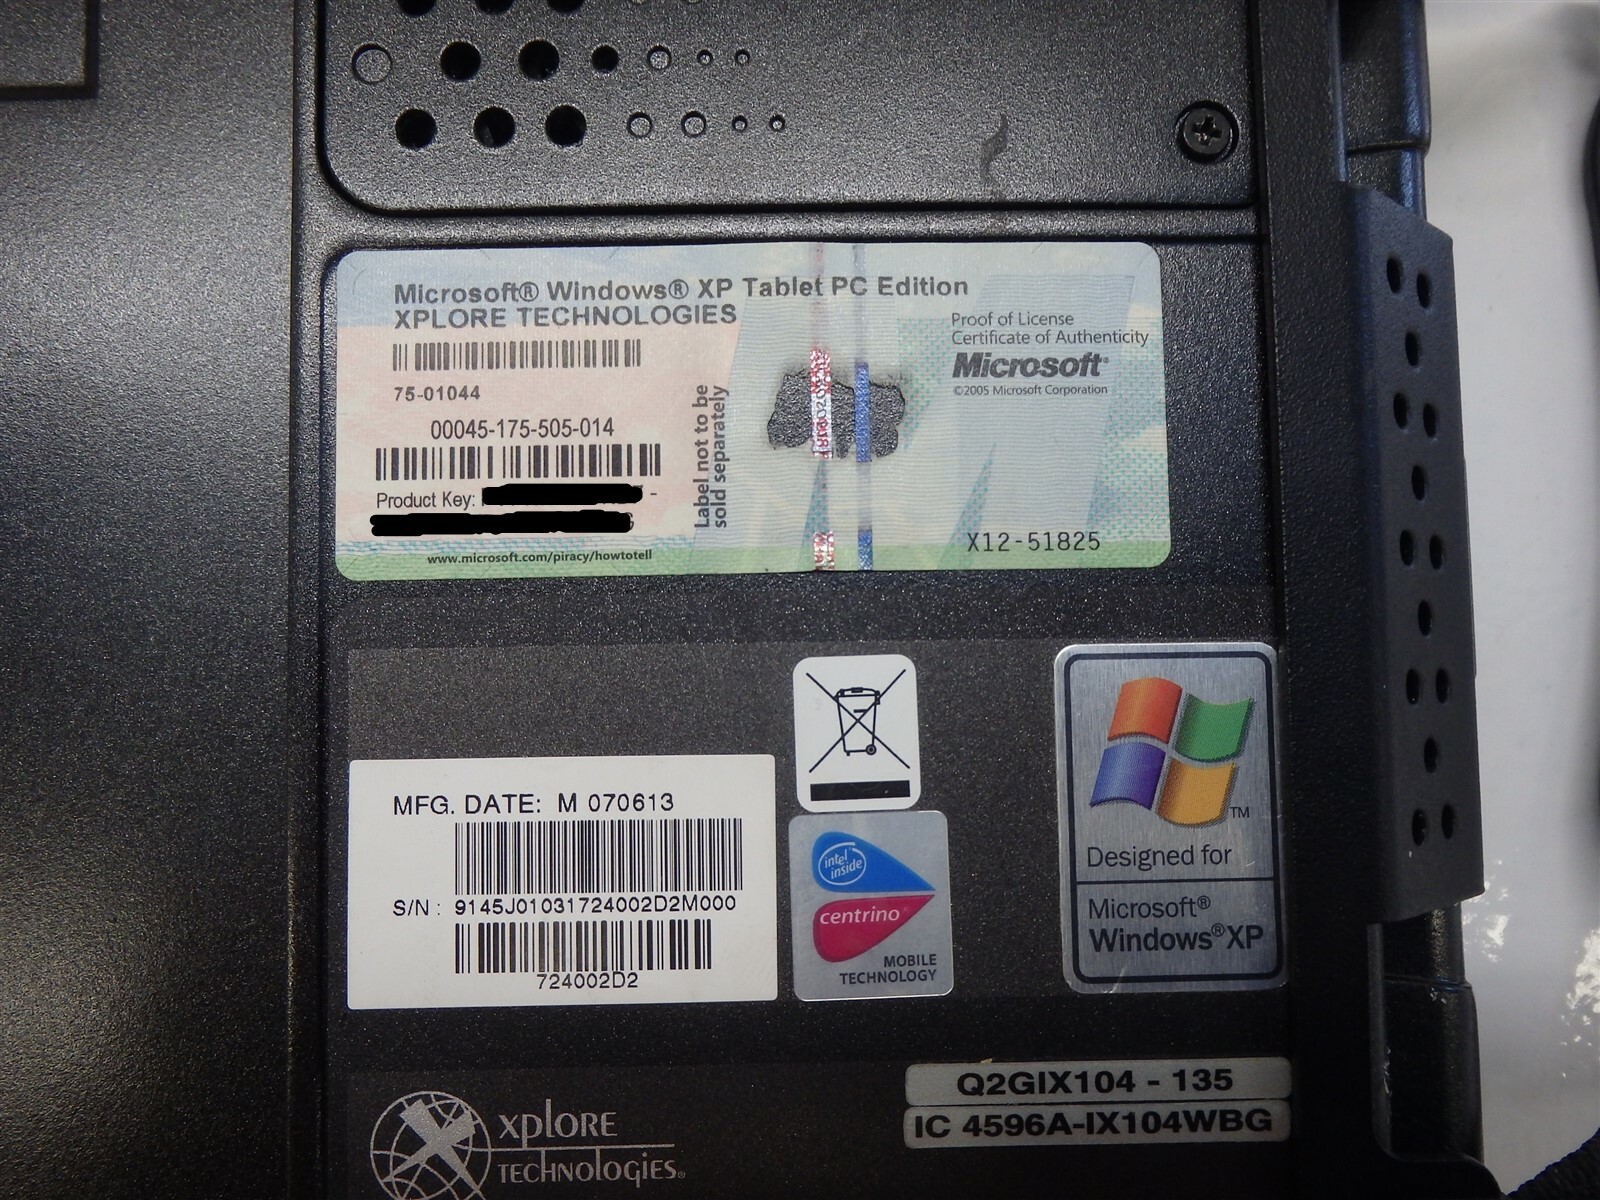 Microsoft® Windows® XP Tablet PC Edition
XPLORE TECHNOLOGIES
75-01044
00045-175-505-014
Product Key: -
www.microsoft.com/piracy/howtotell
Label not to be
sold separately
Proof of License
Certificate of Authenticity
Microsoft®
©2005 Microsoft Corporation
X12-51825
MFG. DATE: M 070613
S/N : 9145J01031724002D2M000
724002D2
intel
inside
centrino
MOBILE
TECHNOLOGY
TM
Designed for
Microsoft®
Windows®XP
xplore
TECHNOLOGIES®
Q2GIX104 - 135
IC 4596A-IX104WBG